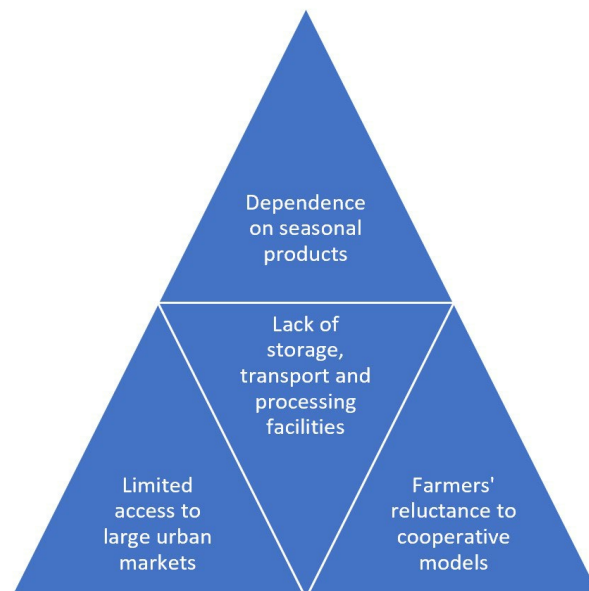 Dependence
on seasonal
products
Lack of
storage,
transport and
processing
facilities
Limited
access to
large urban
markets
Farmers'
reluctance to
cooperative
models